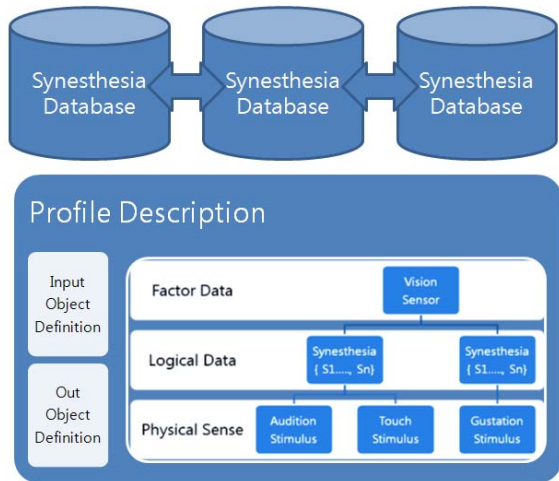 Synesthesia
Database
Synesthesia
Database
Synesthesia
Database
Profile Description
Input
Object
Definition
Out
Object
Definition
Factor Data
Vision
Sensor
Logical Data
Synesthesia
{ S1...., Sn}
Synesthesia
{ S1...., Sn}
Physical Sense
Audition
Stimulus
Touch
Stimulus
Gustation
Stimulus